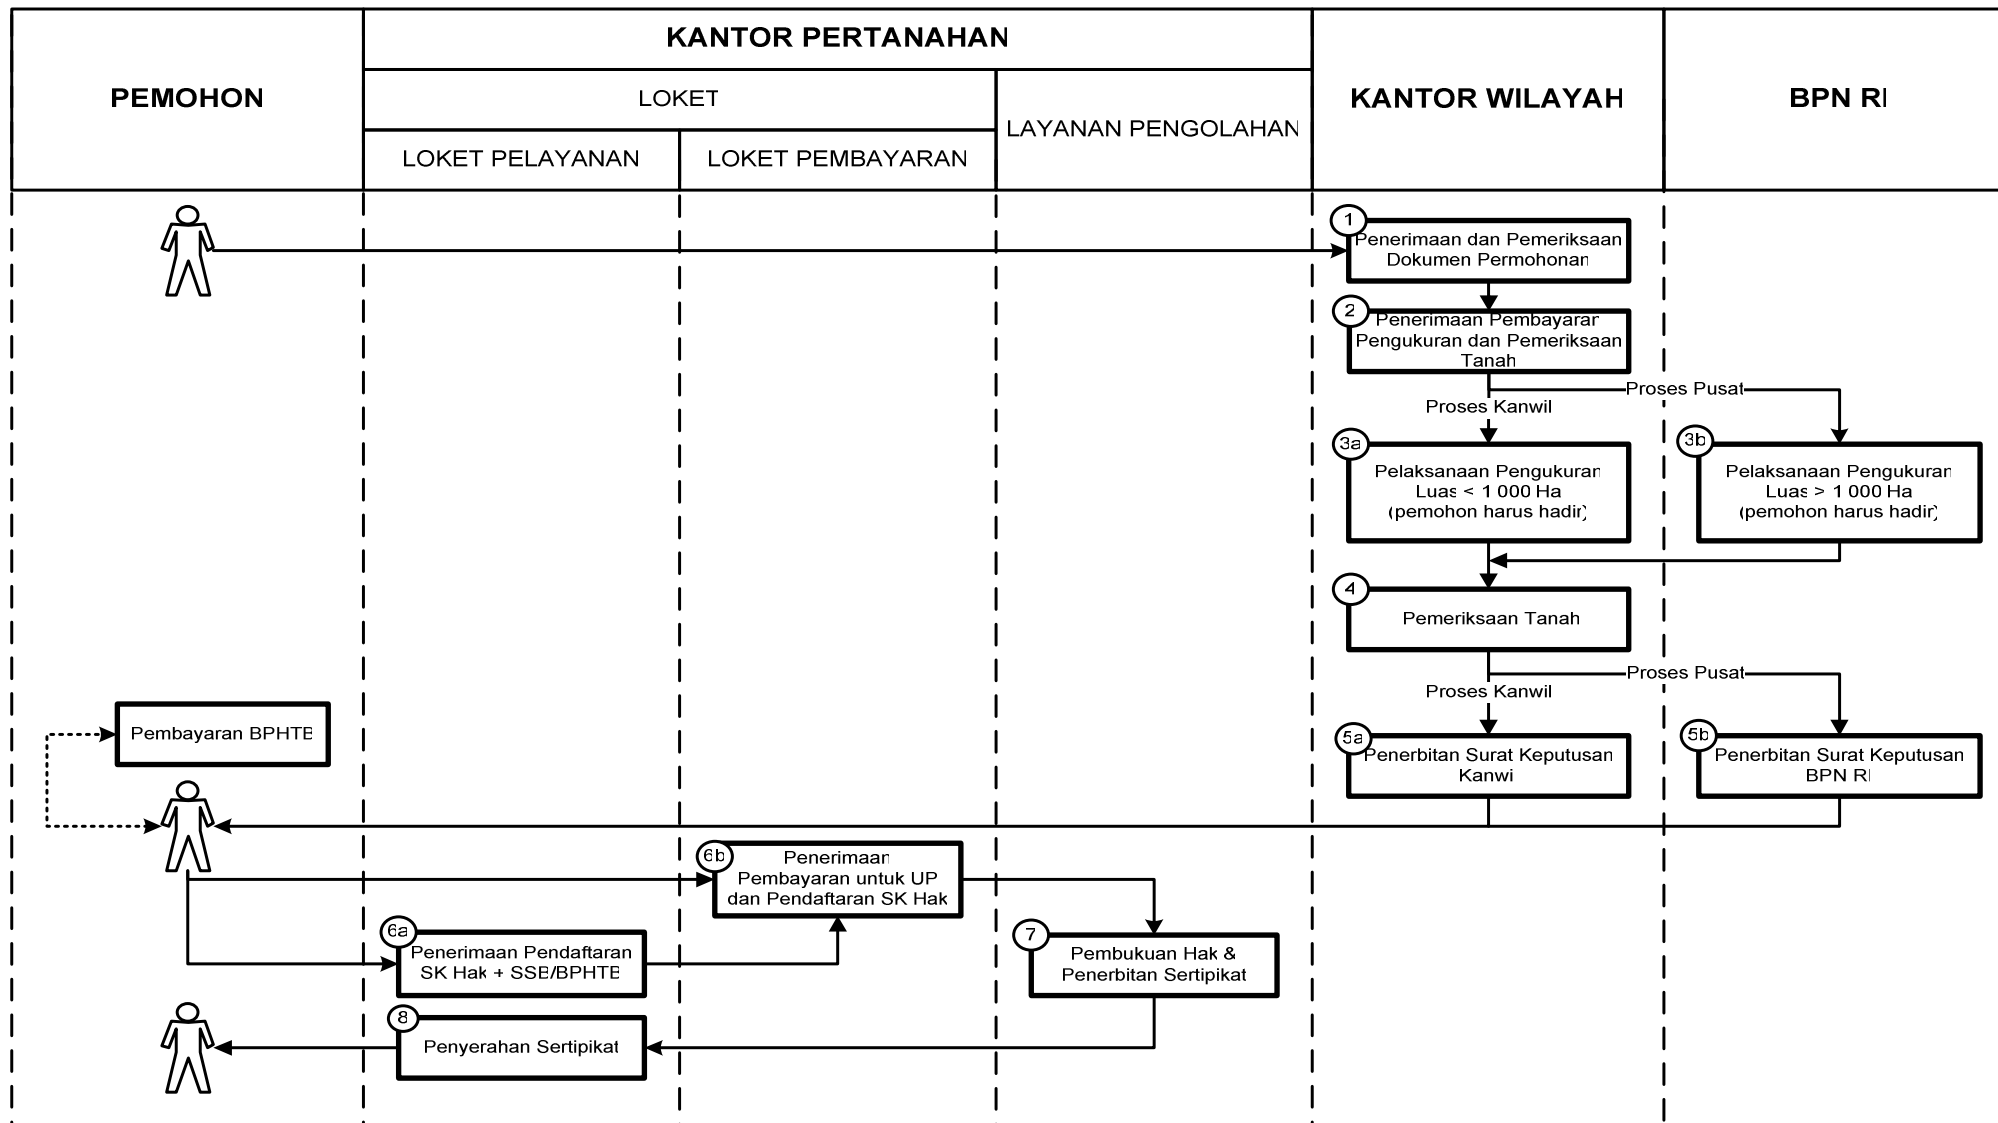 PEMOHON
KANTOR PERTANAHAN
LOKET
LOKET PELAYANAN
LOKET PEMBAYARAN
LAYANAN PENGOLAHAN
KANTOR WILAYAH
BPN RI
1
Penerimaan dan Pemeriksaan
Dokumen Permohonan
2
Penerimaan Pembayaran
Pengukuran dan Pemeriksaan
Tanah
Proses Pusat
Proses Kanwil
3a
Pelaksanaan Pengukuran
Luas < 1 000 Ha
(pemohon harus hadir)
3b
Pelaksanaan Pengukuran
Luas > 1 000 Ha
(pemohon harus hadir)
4
Pemeriksaan Tanah
Proses Pusat
Proses Kanwil
Pembayaran BPHTB
5a
Penerbitan Surat Keputusan
Kanwi
5b
Penerbitan Surat Keputusan
BPN RI
6b
Penerimaan
Pembayaran untuk UP
dan Pendaftaran SK Hak
6a
Penerimaan Pendaftaran
SK Hak + SSB/BPHTB
7
Pembukuan Hak &
Penerbitan Sertipikat
8
Penyerahan Sertipikat